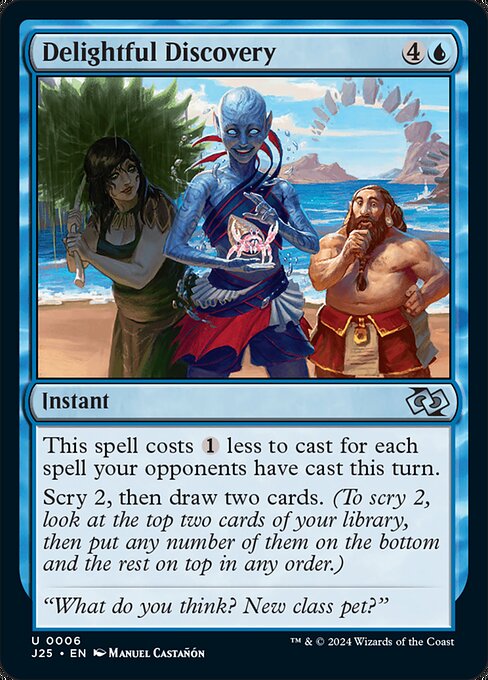 Delightful Discovery 4
Instant
This spell costs 1 less to cast for each
spell your opponents have cast this turn.
Scry 2, then draw two cards. (To scry 2,
look at the top two cards of your library,
then put any number of them on the bottom
and the rest on top in any order.)
“What do you think? New class pet?”
U 0006
J25 • EN Manuel Castañón
™ & © 2024 Wizards of the Coast